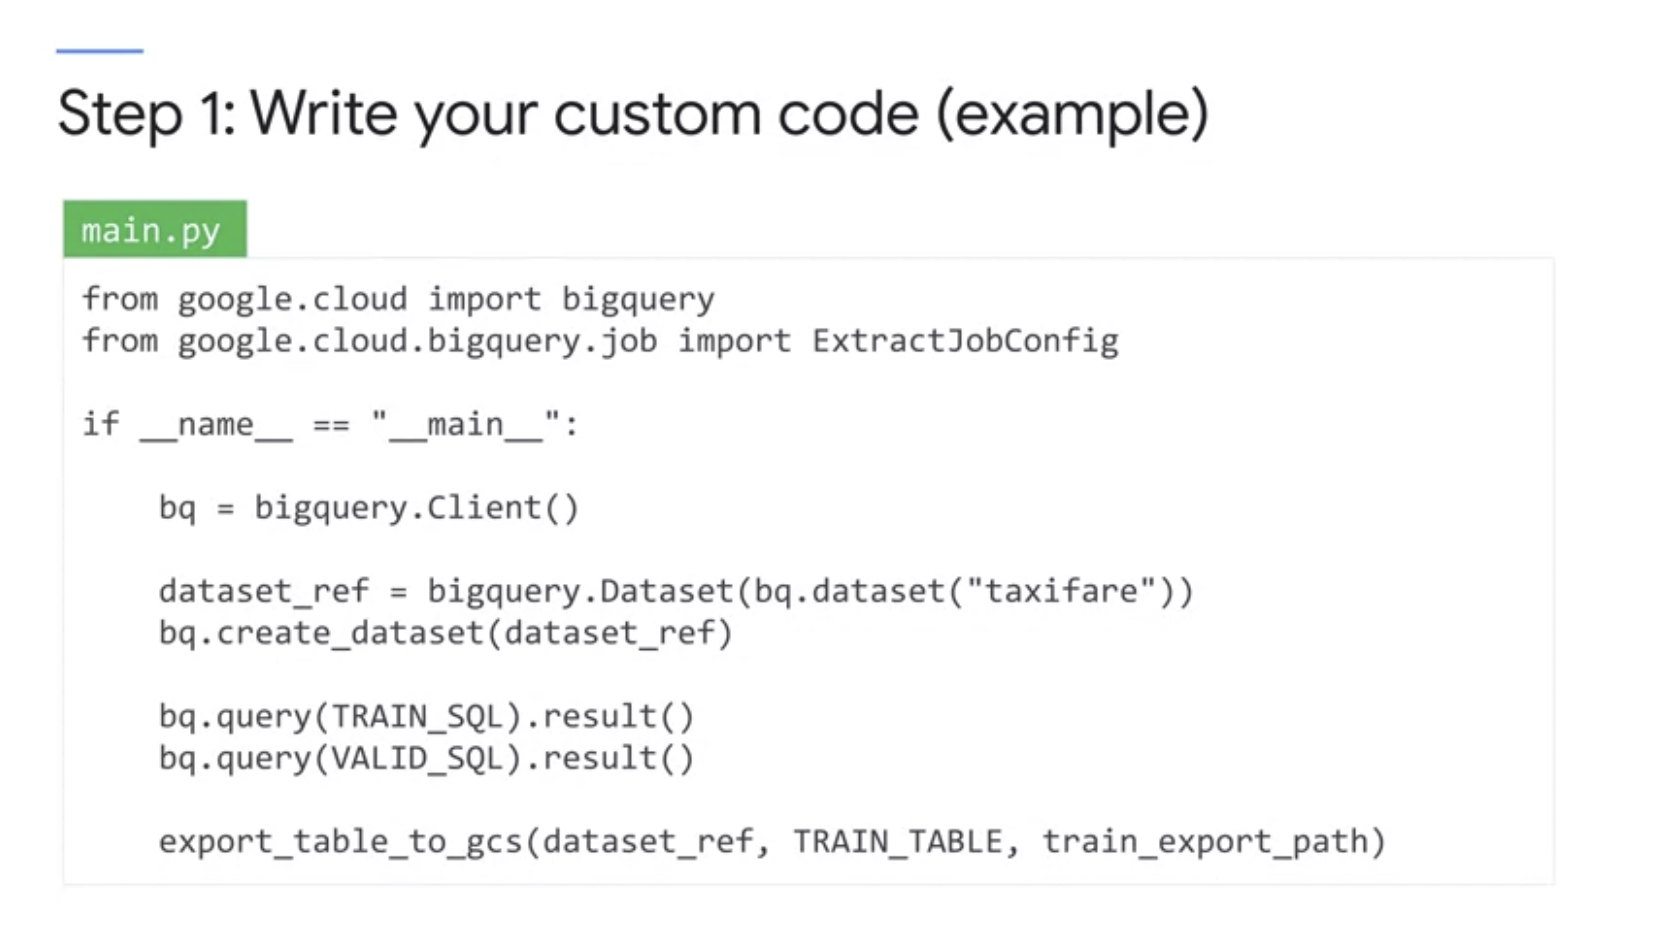 Step 1: Write your custom code (example)
main.py
from google.cloud import bigquery
from google.cloud.bigquery.job import ExtractJobConfig
if __name__ == "__main__":
bq = bigquery.Client()
dataset_ref = bigquery.Dataset(bq.dataset("taxifare"))
bq.create_dataset(dataset_ref)
bq.query(TRAIN_SQL).result()
bq.query(VALID_SQL).result()
export_table_to_gcs(dataset_ref, TRAIN_TABLE, train_export_path)